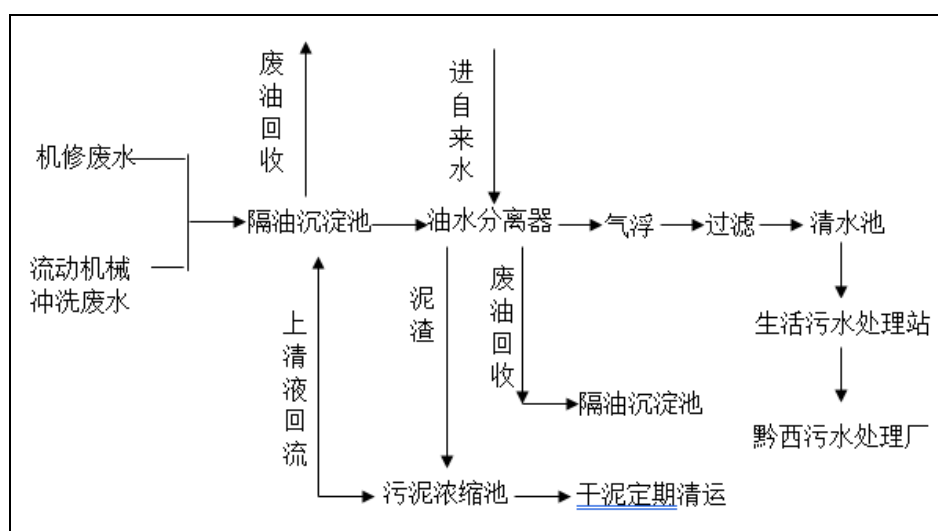 废油回收
进自来水
机修废水
隔油沉淀池
油水分离器
气浮
过滤
清水池
流动机械
冲洗废水
上清液回流
泥渣
废油回收
生活污水处理站
隔油沉淀池
黔西污水处理厂
污泥浓缩池
干泥定期清运